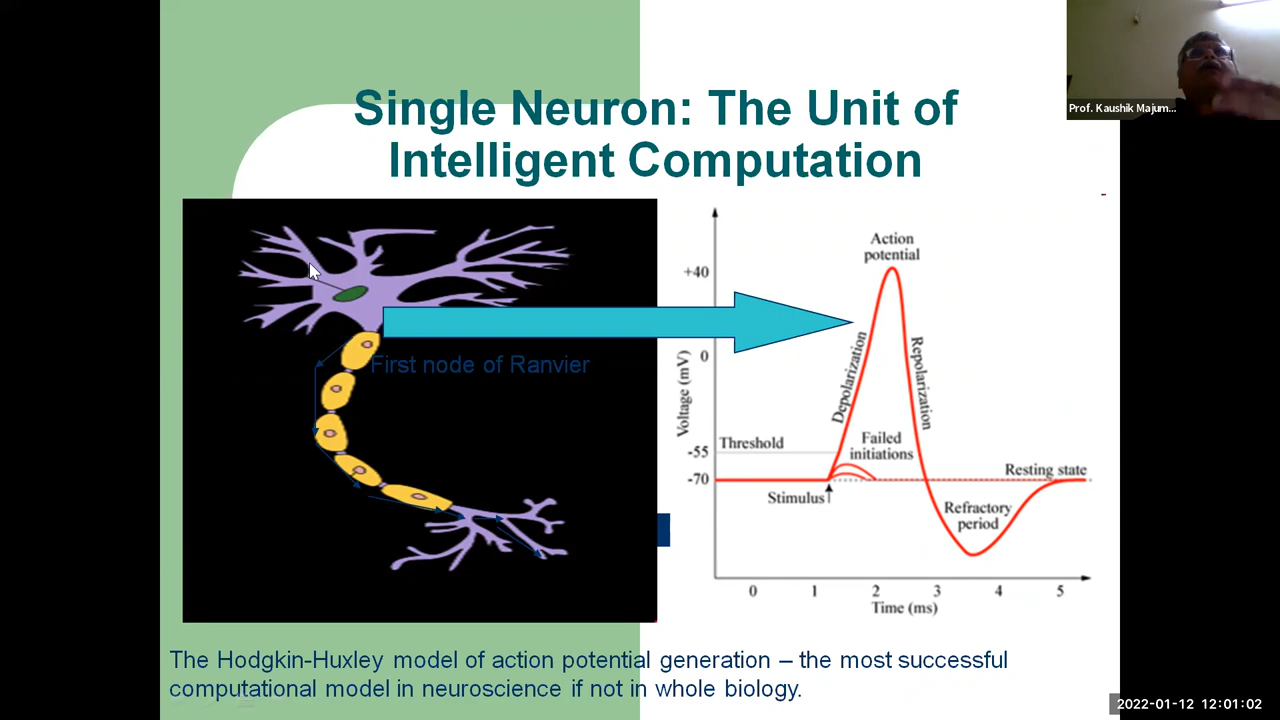 Single Neuron: The Unit of
Intelligent Computation
Prof. Kaushik Majum...
First node of Ranvier
Action
potential
+40
0
-55
-70
Voltage (mV)
Depolarization
Repolarization
Threshold
Failed
initiations
Stimulus
Resting state
Refractory
period
0 1 2 3 4 5
Time (ms)
The Hodgkin-Huxley model of action potential generation – the most successful
computational model in neuroscience if not in whole biology.
2022-01-12 12:01:02